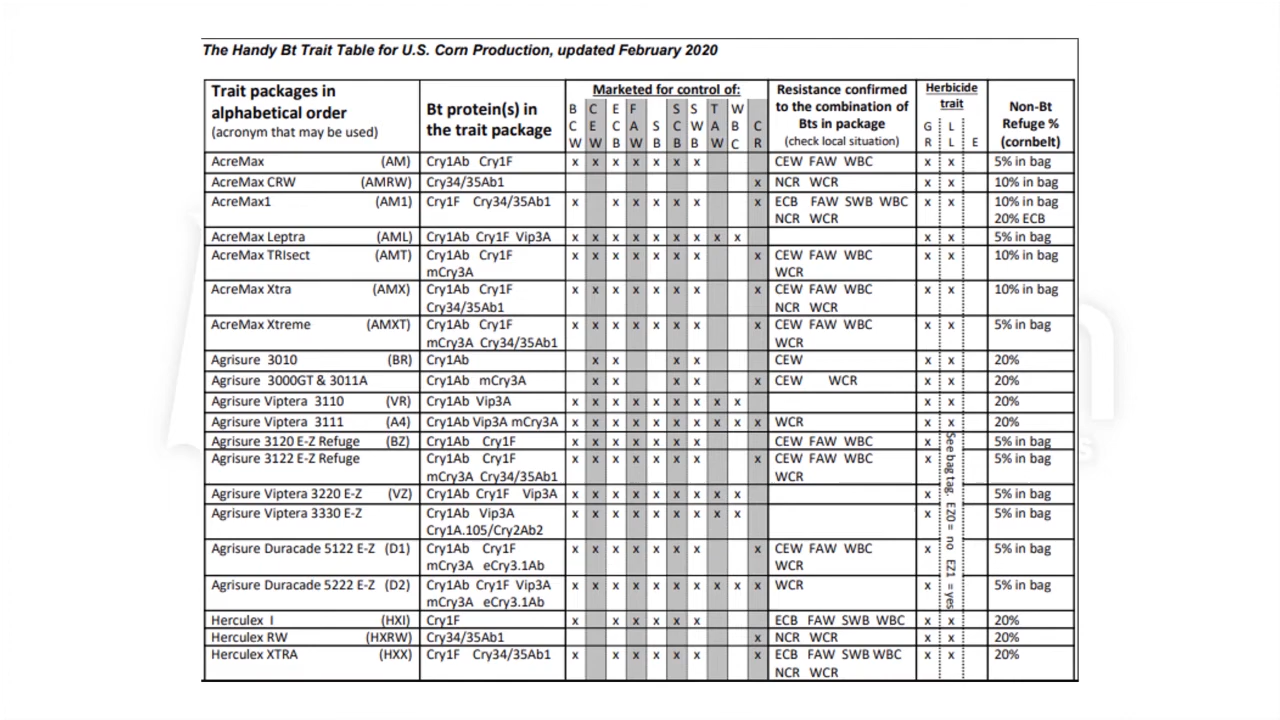 The Handy Bt Trait Table for U.S. Corn Production, updated February 2020
Trait packages in alphabetical order (acronym that may be used) Bt protein(s) in the trait package Marketed for control of: BCW CEW ECB FAW SB SCB SWB TAW WBC CR Resistance confirmed to the combination of Bts in package (check local situation) Herbicide trait GR LL E Non-Bt Refuge % (cornbelt)
AcreMax (AM) Cry1Ab Cry1F x x x x x x x CEW FAW WBC x x 5% in bag
AcreMax CRW (AMRW) Cry34/35Ab1 x NCR WCR x x 10% in bag
AcreMax1 (AM1) Cry1F Cry34/35Ab1 x x x x x x x ECB FAW SWB WBC x x 10% in bag
NCR WCR 20% ECB
AcreMax Leptra (AML) Cry1Ab Cry1F Vip3A x x x x x x x x x x x 5% in bag
AcreMax TRIsect (AMT) Cry1Ab Cry1F x x x x x x x x CEW FAW WBC x x 10% in bag
mCry3A WCR
AcreMax Xtra (AMX) Cry1Ab Cry1F x x x x x x x x CEW FAW WBC x x 10% in bag
Cry34/35Ab1 NCR WCR
AcreMax Xtreme (AMXT) Cry1Ab Cry1F x x x x x x x x CEW FAW WBC x x 5% in bag
mCry3A Cry34/35Ab1 WCR
Agrisure 3010 (BR) Cry1Ab x x x x CEW x x 20%
Agrisure 3000GT & 3011A Cry1Ab mCry3A x x x x x CEW WCR x x 20%
Agrisure Viptera 3110 (VR) Cry1Ab Vip3A x x x x x x x x x x x 20%
Agrisure Viptera 3111 (A4) Cry1Ab Vip3A mCry3A x x x x x x x x x x WCR x x 20%
Agrisure 3120 E-Z Refuge (BZ) Cry1Ab Cry1F x x x x x x x CEW FAW WBC x See bag tag. EZ0 = no EZ1 = yes 5% in bag
Agrisure 3122 E-Z Refuge Cry1Ab Cry1F x x x x x x x x CEW FAW WBC x 5% in bag
mCry3A Cry34/35Ab1 WCR
Agrisure Viptera 3220 E-Z (VZ) Cry1Ab Cry1F Vip3A x x x x x x x x x x 5% in bag
Agrisure Viptera 3330 E-Z Cry1Ab Vip3A x x x x x x x x x x 5% in bag
Cry1A.105/Cry2Ab2
Agrisure Duracade 5122 E-Z (D1) Cry1Ab Cry1F x x x x x x x x CEW FAW WBC x 5% in bag
mCry3A eCry3.1Ab WCR
Agrisure Duracade 5222 E-Z (D2) Cry1Ab Cry1F Vip3A x x x x x x x x x x WCR x 5% in bag
mCry3A eCry3.1Ab
Herculex I (HXI) Cry1F x x x x x x ECB FAW SWB WBC x x 20%
Herculex RW (HXRW) Cry34/35Ab1 x NCR WCR x x 20%
Herculex XTRA (HXX) Cry1F Cry34/35Ab1 x x x x x x x ECB FAW SWB WBC x x 20%
NCR WCR